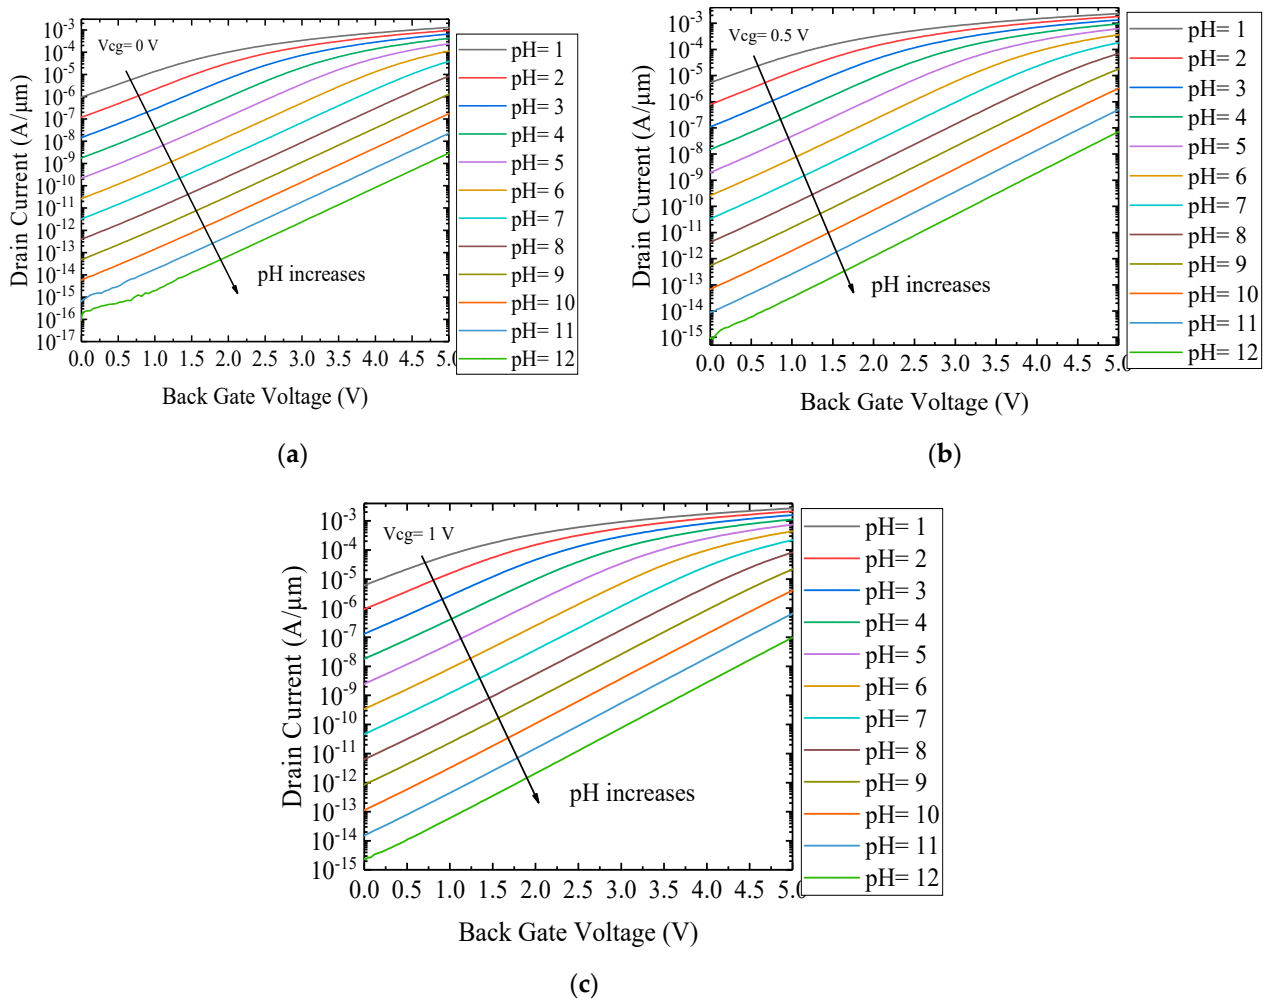 Vcg= 0 V
Drain Current (A/μm)
10⁻³
10⁻⁴
10⁻⁵
10⁻⁶
10⁻⁷
10⁻⁸
10⁻⁹
10⁻¹⁰
10⁻¹¹
10⁻¹²
10⁻¹³
10⁻¹⁴
10⁻¹⁵
10⁻¹⁶
10⁻¹⁷
pH increases
0.0 0.5 1.0 1.5 2.0 2.5 3.0 3.5 4.0 4.5 5.0
Back Gate Voltage (V)
pH= 1
pH= 2
pH= 3
pH= 4
pH= 5
pH= 6
pH= 7
pH= 8
pH= 9
pH= 10
pH= 11
pH= 12
(a)
Vcg= 0.5 V
Drain Current (A/μm)
10⁻³
10⁻⁴
10⁻⁵
10⁻⁶
10⁻⁷
10⁻⁸
10⁻⁹
10⁻¹⁰
10⁻¹¹
10⁻¹²
10⁻¹³
10⁻¹⁴
10⁻¹⁵
pH increases
0.0 0.5 1.0 1.5 2.0 2.5 3.0 3.5 4.0 4.5 5.0
Back Gate Voltage (V)
pH= 1
pH= 2
pH= 3
pH= 4
pH= 5
pH= 6
pH= 7
pH= 8
pH= 9
pH= 10
pH= 11
pH= 12
(b)
Vcg= 1 V
Drain Current (A/μm)
10⁻³
10⁻⁴
10⁻⁵
10⁻⁶
10⁻⁷
10⁻⁸
10⁻⁹
10⁻¹⁰
10⁻¹¹
10⁻¹²
10⁻¹³
10⁻¹⁴
10⁻¹⁵
pH increases
0.0 0.5 1.0 1.5 2.0 2.5 3.0 3.5 4.0 4.5 5.0
Back Gate Voltage (V)
pH= 1
pH= 2
pH= 3
pH= 4
pH= 5
pH= 6
pH= 7
pH= 8
pH= 9
pH= 10
pH= 11
pH= 12
(c)